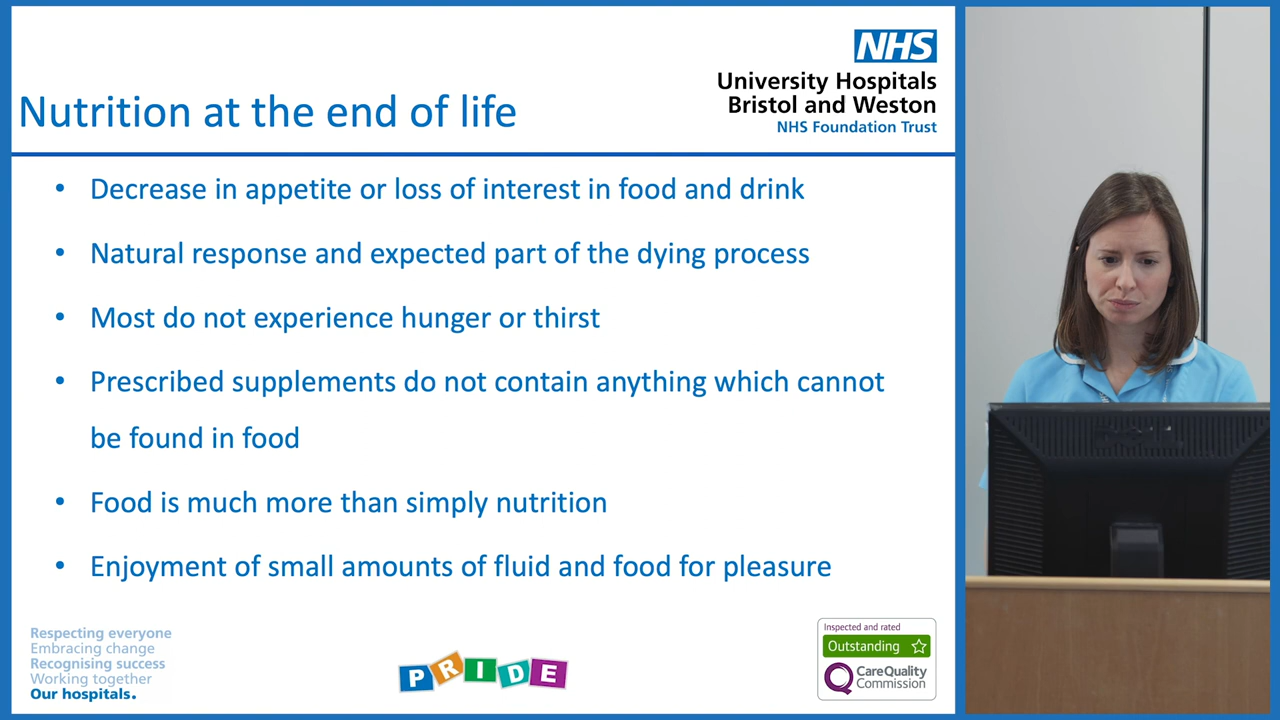 NHS
University Hospitals
Bristol and Weston
NHS Foundation Trust
Nutrition at the end of life
• Decrease in appetite or loss of interest in food and drink
• Natural response and expected part of the dying process
• Most do not experience hunger or thirst
• Prescribed supplements do not contain anything which cannot
be found in food
• Food is much more than simply nutrition
• Enjoyment of small amounts of fluid and food for pleasure
Respecting everyone
Embracing change
Recognising success
Working together
Our hospitals.
PRIDE
Inspected and rated
Outstanding
CareQuality
Commission